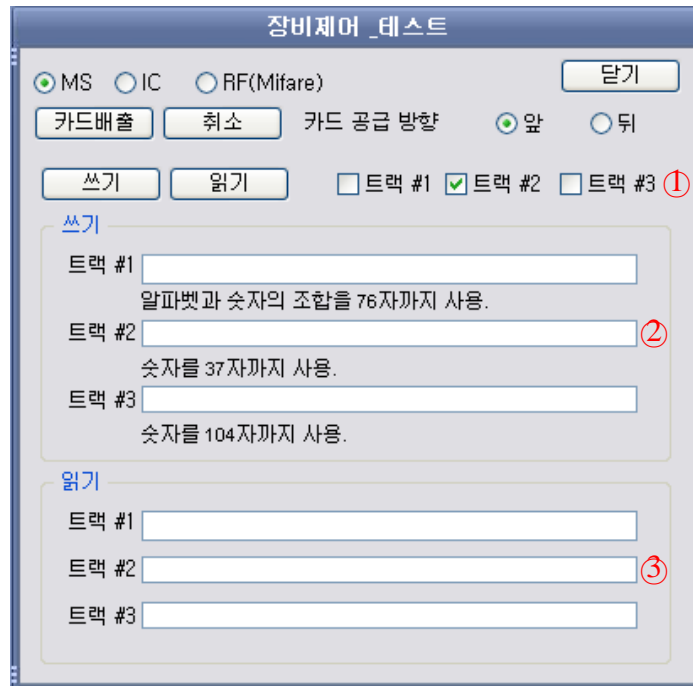 장비제어 _테스트
MS IC RF(Mifare) 닫기
카드배출 취소 카드 공급 방향 앞 뒤
쓰기 읽기 트랙 #1 트랙 #2 트랙 #3 ①
쓰기
트랙 #1
알파벳과 숫자의 조합을 76자까지 사용.
트랙 #2 ②
숫자를 37자까지 사용.
트랙 #3
숫자를 104자까지 사용.
읽기
트랙 #1
트랙 #2 ③
트랙 #3